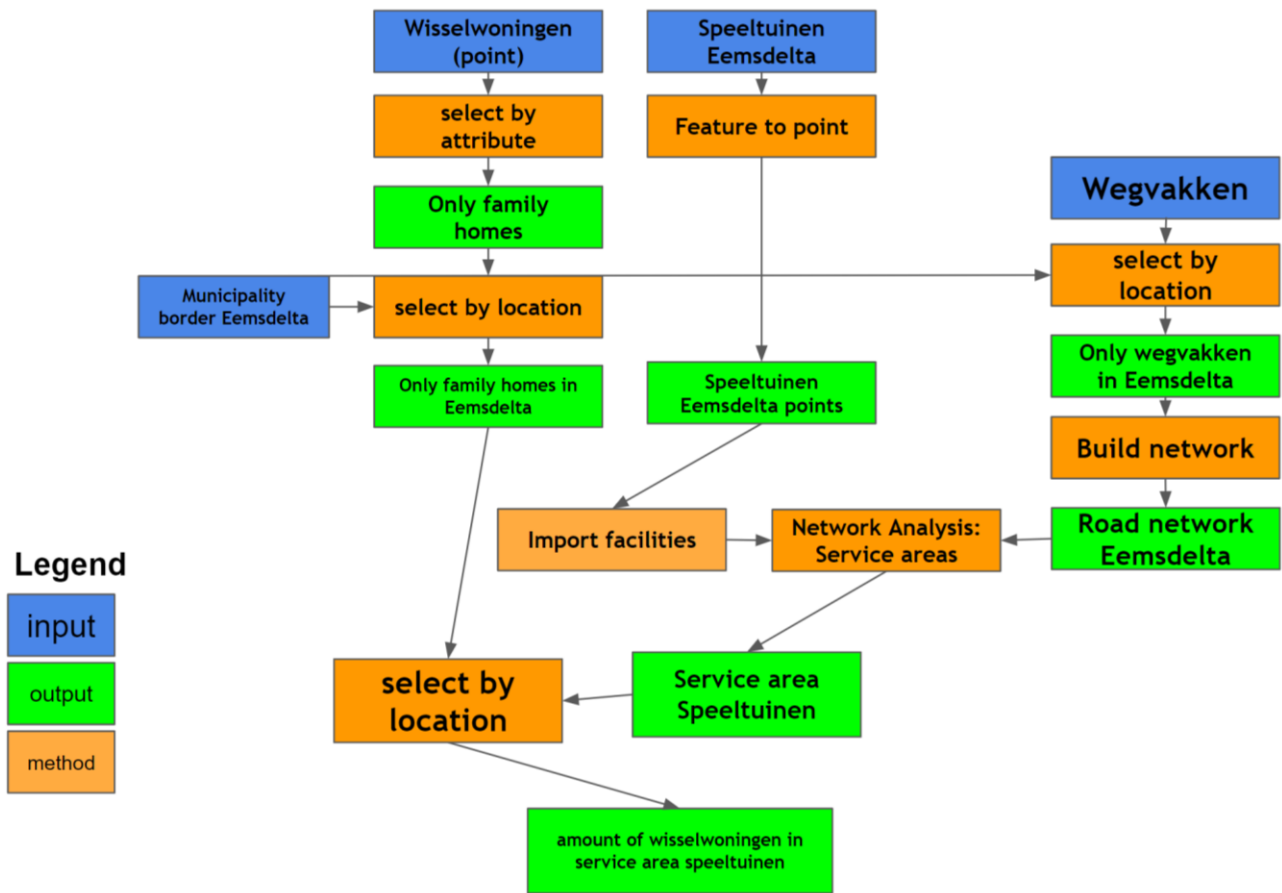 Wisselwoningen
(point)
Speeltuinen
Eemsdelta
select by
attribute
Feature to point
Only family
homes
Wegvakken
Municipality
border Eemsdelta
select by location
select by
location
Only family homes in
Eemsdelta
Speeltuinen
Eemsdelta points
Only wegvakken
in Eemsdelta
Build network
Import facilities
Network Analysis:
Service areas
Road network
Eemsdelta
Legend
input
output
method
select by
location
Service area
Speeltuinen
amount of wisselwoningen in
service area speeltuinen